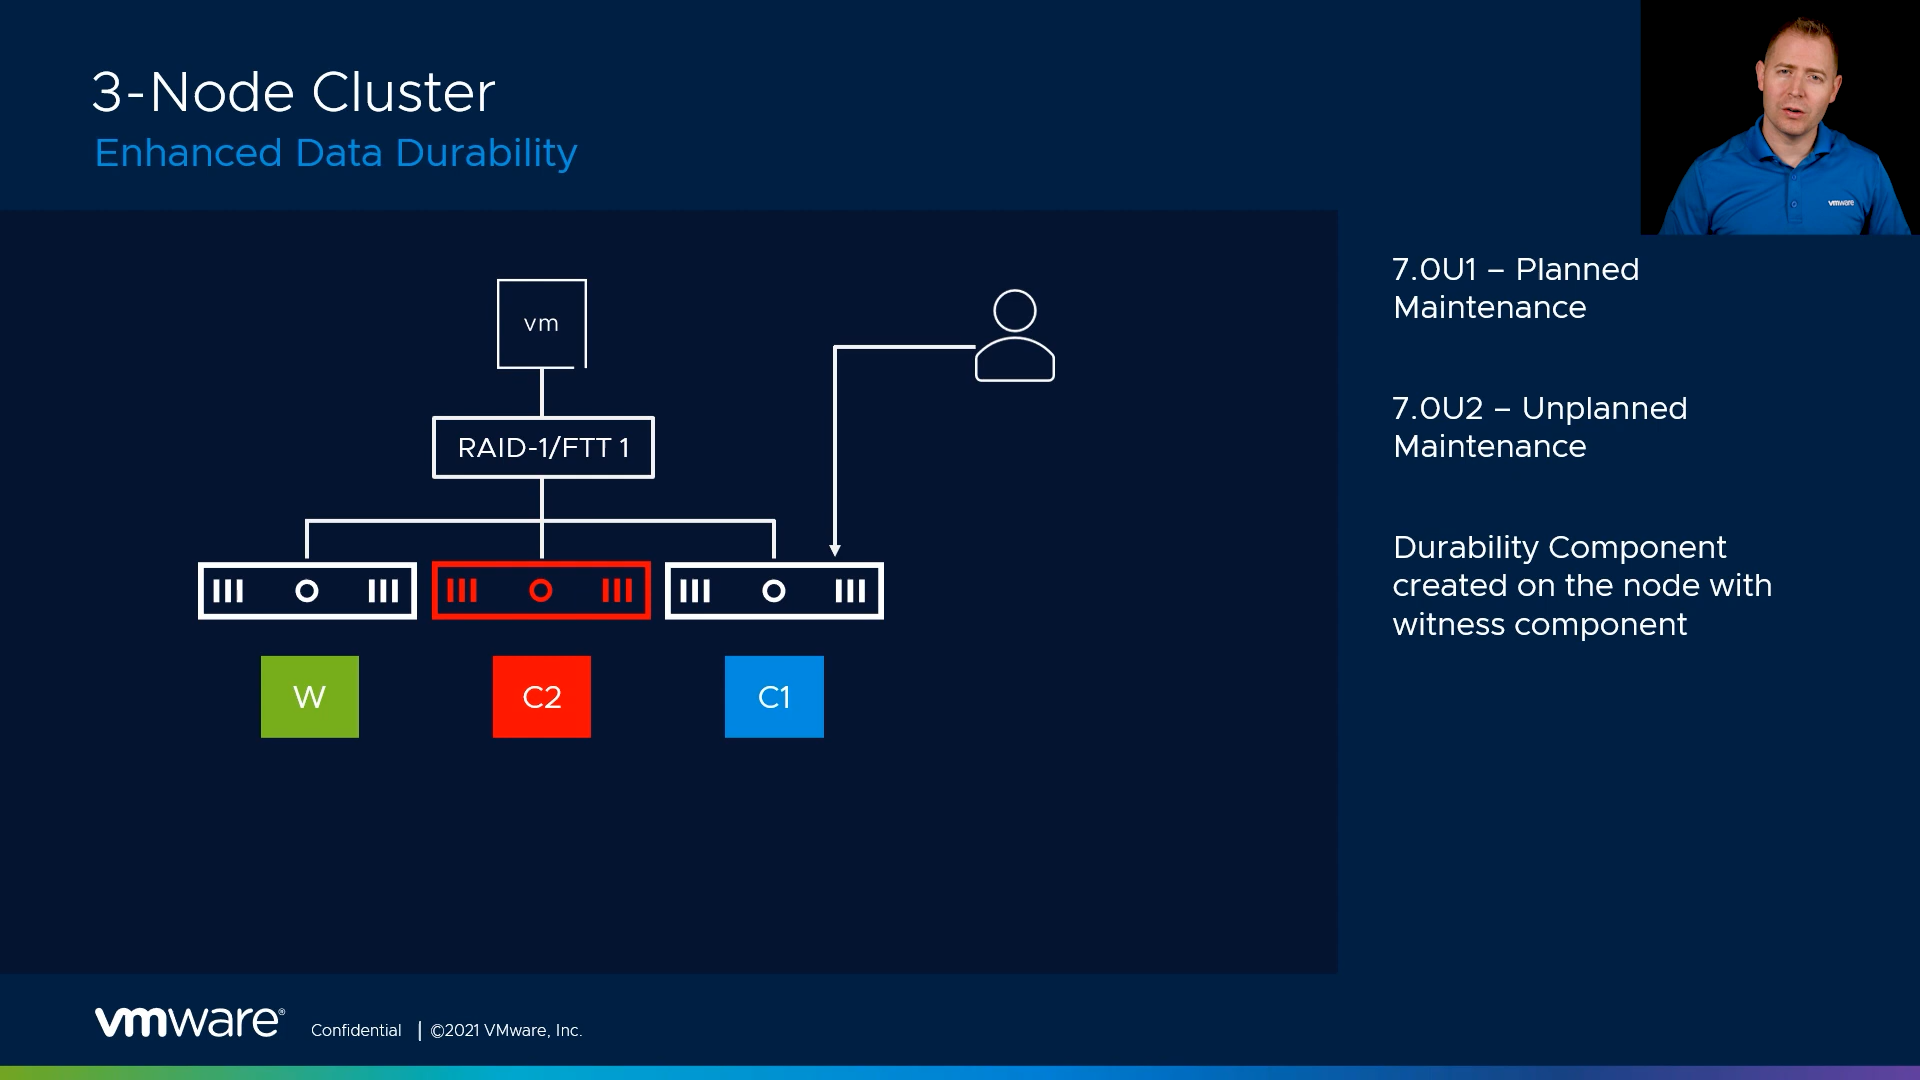 3-Node Cluster
Enhanced Data Durability
vmware
vm
RAID-1/FTT 1
W
C2
C1
7.0U1 – Planned
Maintenance
7.0U2 – Unplanned
Maintenance
Durability Component
created on the node with
witness component
vmware®
Confidential | ©2021 VMware, Inc.